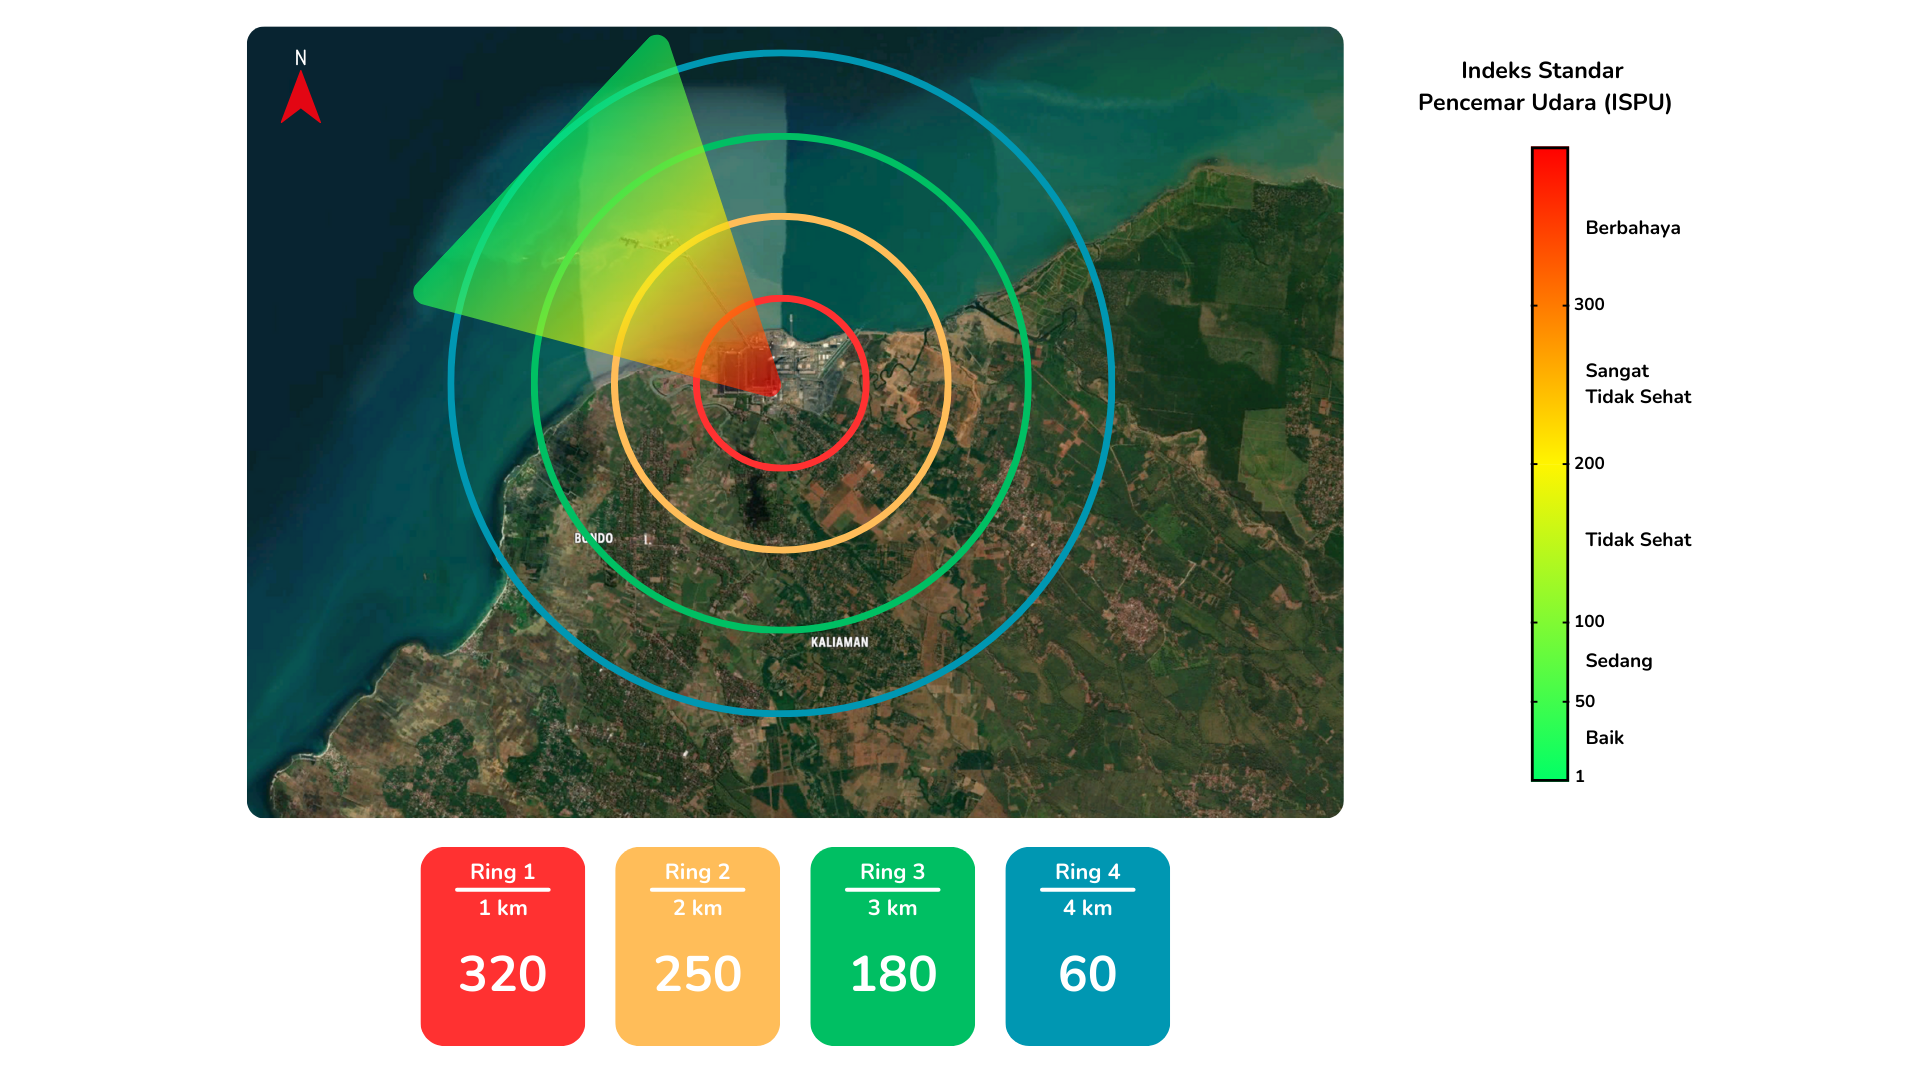 N
BONDO
KALIAMAN
Indeks Standar
Pencemar Udara (ISPU)
Berbahaya
300
Sangat
Tidak Sehat
200
Tidak Sehat
100
Sedang
50
Baik
1
Ring 1
1 km
320
Ring 2
2 km
250
Ring 3
3 km
180
Ring 4
4 km
60